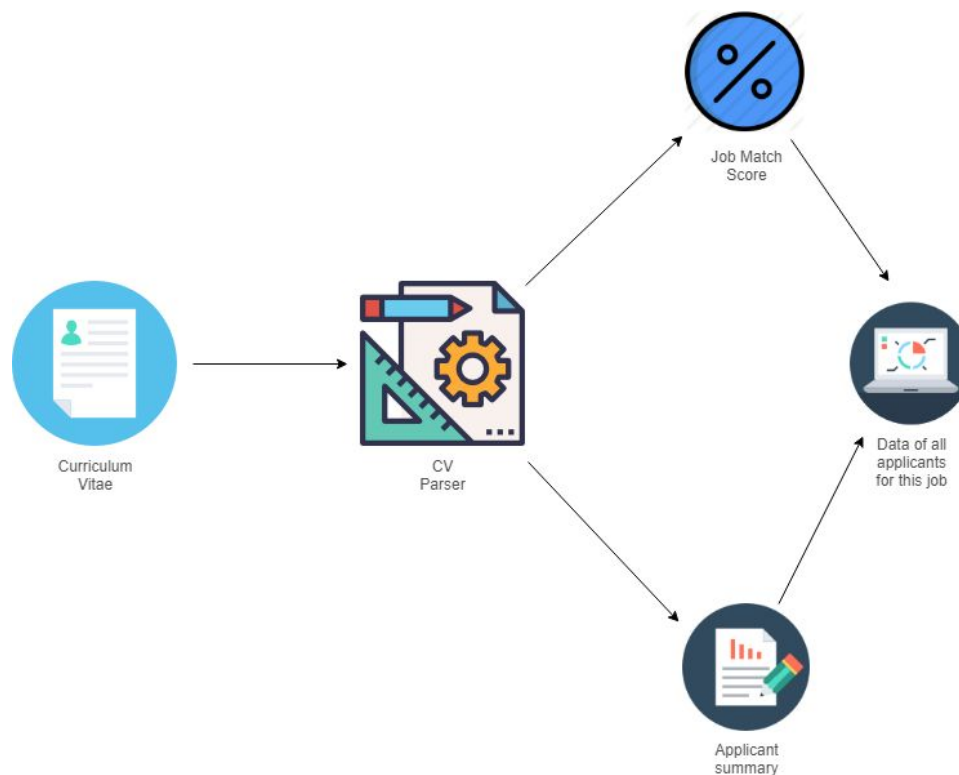 Job Match
Score
Curriculum
Vitae
CV
Parser
Data of all
applicants
for this job
Applicant
summary